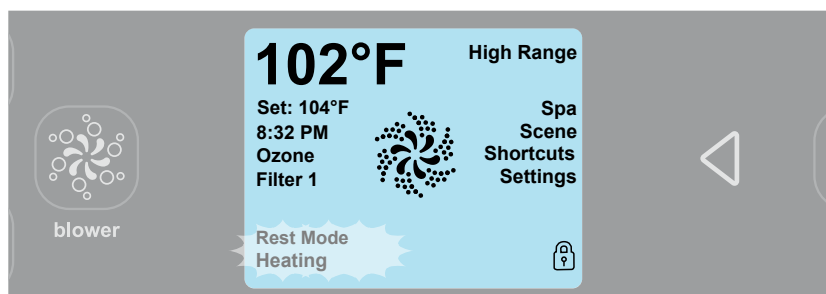 102°F
High Range
Set: 104°F
8:32 PM
Ozone
Filter 1
Spa
Scene
Shortcuts
Settings
Rest Mode
Heating
blower